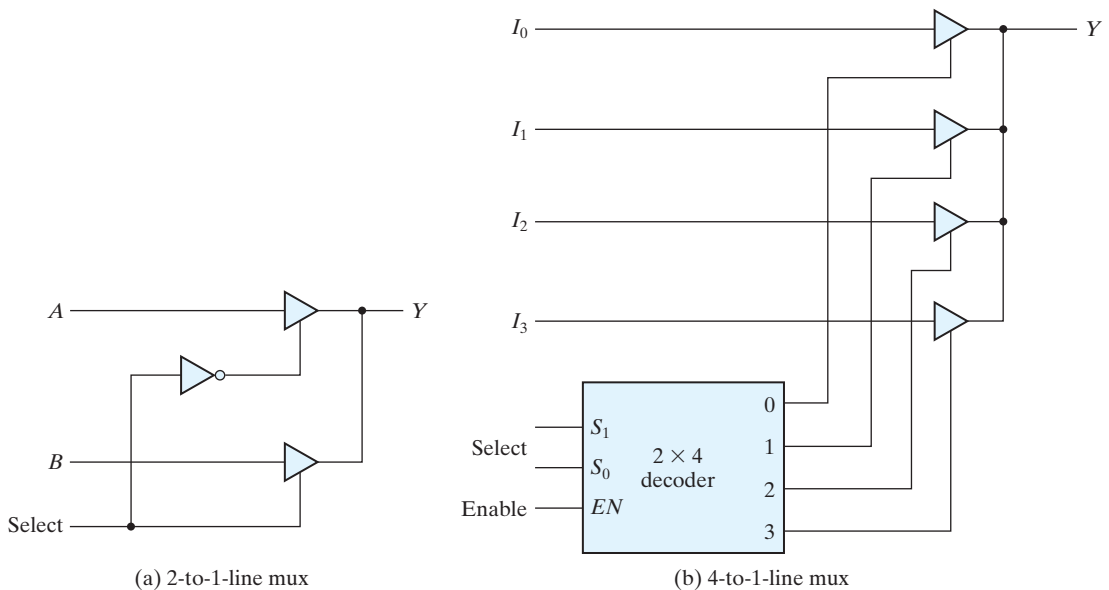 A
Y
B
Select
(a) 2-to-1-line mux
I₀
Y
I₁
I₂
I₃
Select
S₁
S₀
Enable
EN
2 × 4
decoder
0
1
2
3
(b) 4-to-1-line mux